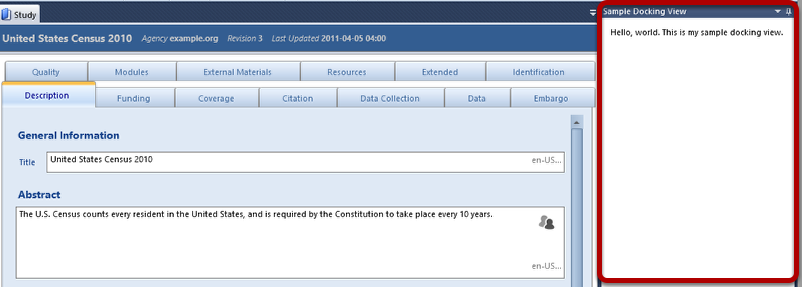 Study
United States Census 2010 Agency example.org Revision 3 Last Updated 2011-04-05 04:00
Quality Modules External Materials Resources Extended Identification
Description Funding Coverage Citation Data Collection Data Embargo
General Information
Title United States Census 2010 en-US...
Abstract
The U.S. Census counts every resident in the United States, and is required by the Constitution to take place every 10 years.
en-US...
Sample Docking View
Hello, world. This is my sample docking view.